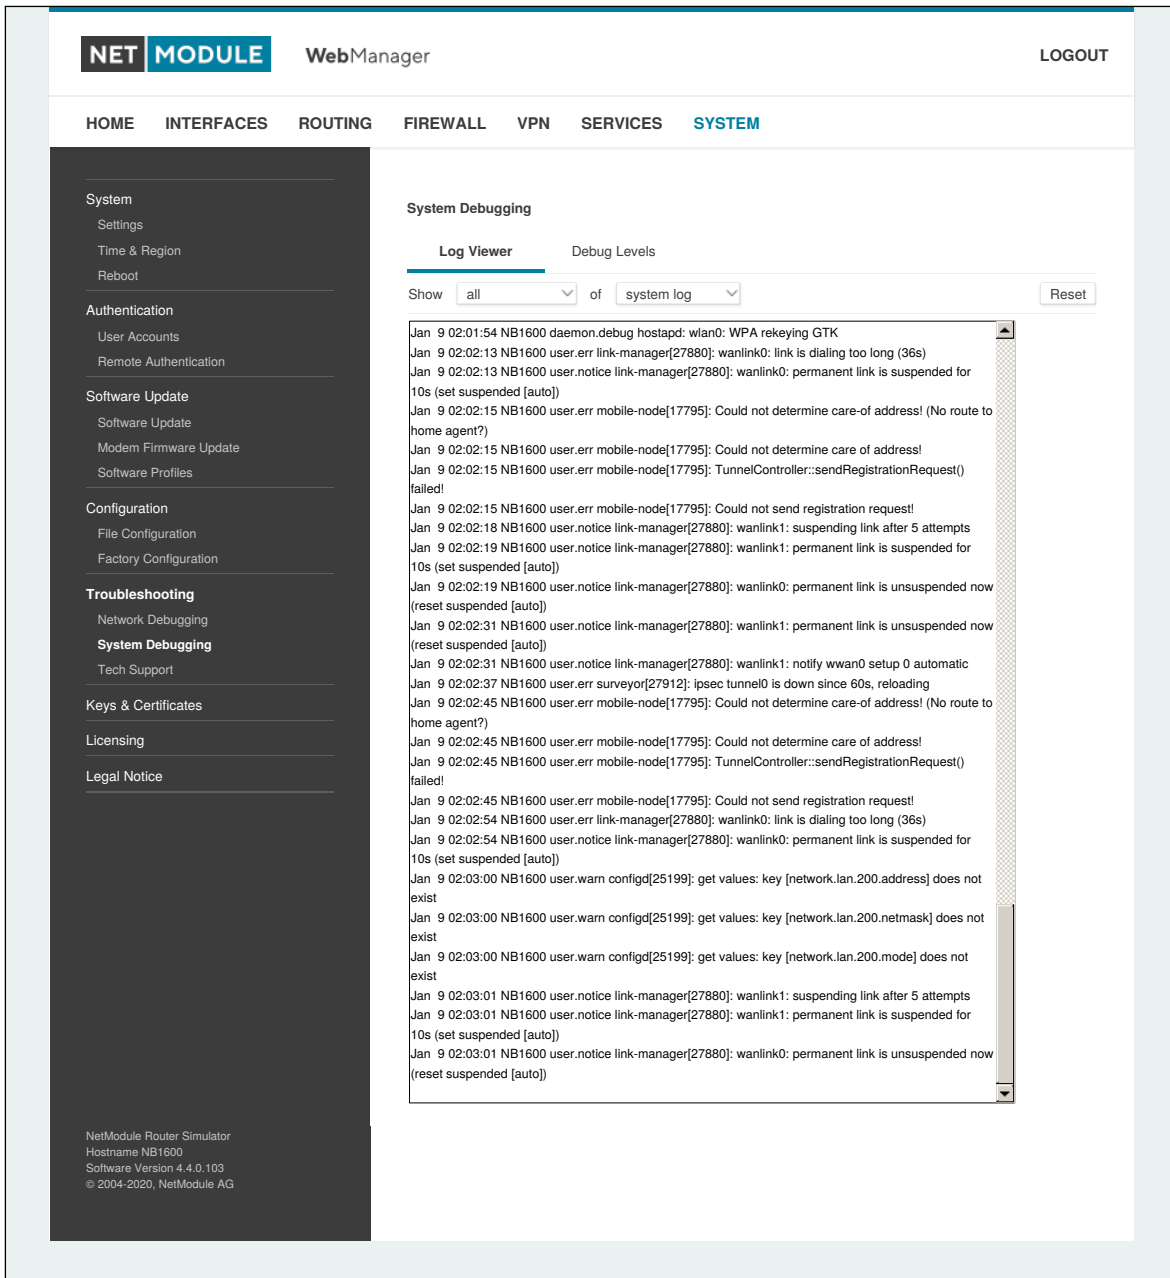 NET MODULE WebManager LOGOUT
HOME INTERFACES ROUTING FIREWALL VPN SERVICES SYSTEM
System
Settings
Time & Region
Reboot
Authentication
User Accounts
Remote Authentication
Software Update
Software Update
Modem Firmware Update
Software Profiles
Configuration
File Configuration
Factory Configuration
Troubleshooting
Network Debugging
System Debugging
Tech Support
Keys & Certificates
Licensing
Legal Notice
NetModule Router Simulator
Hostname NB1600
Software Version 4.4.0.103
© 2004-2020, NetModule AG
System Debugging
Log Viewer Debug Levels
Show all of system log Reset
Jan 9 02:01:54 NB1600 daemon.debug hostapd: wlan0: WPA rekeying GTK
Jan 9 02:02:13 NB1600 user.err link-manager[27880]: wanlink0: link is dialing too long (36s)
Jan 9 02:02:13 NB1600 user.notice link-manager[27880]: wanlink0: permanent link is suspended for
10s (set suspended [auto])
Jan 9 02:02:15 NB1600 user.err mobile-node[17795]: Could not determine care-of address! (No route to
home agent?)
Jan 9 02:02:15 NB1600 user.err mobile-node[17795]: Could not determine care of address!
Jan 9 02:02:15 NB1600 user.err mobile-node[17795]: TunnelController::sendRegistrationRequest()
failed!
Jan 9 02:02:15 NB1600 user.err mobile-node[17795]: Could not send registration request!
Jan 9 02:02:18 NB1600 user.notice link-manager[27880]: wanlink1: suspending link after 5 attempts
Jan 9 02:02:19 NB1600 user.notice link-manager[27880]: wanlink1: permanent link is suspended for
10s (set suspended [auto])
Jan 9 02:02:19 NB1600 user.notice link-manager[27880]: wanlink0: permanent link is unsuspended now
(reset suspended [auto])
Jan 9 02:02:31 NB1600 user.notice link-manager[27880]: wanlink1: permanent link is unsuspended now
(reset suspended [auto])
Jan 9 02:02:31 NB1600 user.notice link-manager[27880]: wanlink1: notify wwan0 setup 0 automatic
Jan 9 02:02:37 NB1600 user.err surveyor[27912]: ipsec tunnel0 is down since 60s, reloading
Jan 9 02:02:45 NB1600 user.err mobile-node[17795]: Could not determine care-of address! (No route to
home agent?)
Jan 9 02:02:45 NB1600 user.err mobile-node[17795]: Could not determine care of address!
Jan 9 02:02:45 NB1600 user.err mobile-node[17795]: TunnelController::sendRegistrationRequest()
failed!
Jan 9 02:02:45 NB1600 user.err mobile-node[17795]: Could not send registration request!
Jan 9 02:02:54 NB1600 user.err link-manager[27880]: wanlink0: link is dialing too long (36s)
Jan 9 02:02:54 NB1600 user.notice link-manager[27880]: wanlink0: permanent link is suspended for
10s (set suspended [auto])
Jan 9 02:03:00 NB1600 user.warn configd[25199]: get values: key [network.lan.200.address] does not
exist
Jan 9 02:03:00 NB1600 user.warn configd[25199]: get values: key [network.lan.200.netmask] does not
exist
Jan 9 02:03:00 NB1600 user.warn configd[25199]: get values: key [network.lan.200.mode] does not
exist
Jan 9 02:03:01 NB1600 user.notice link-manager[27880]: wanlink1: suspending link after 5 attempts
Jan 9 02:03:01 NB1600 user.notice link-manager[27880]: wanlink1: permanent link is suspended for
10s (set suspended [auto])
Jan 9 02:03:01 NB1600 user.notice link-manager[27880]: wanlink0: permanent link is unsuspended now
(reset suspended [auto])